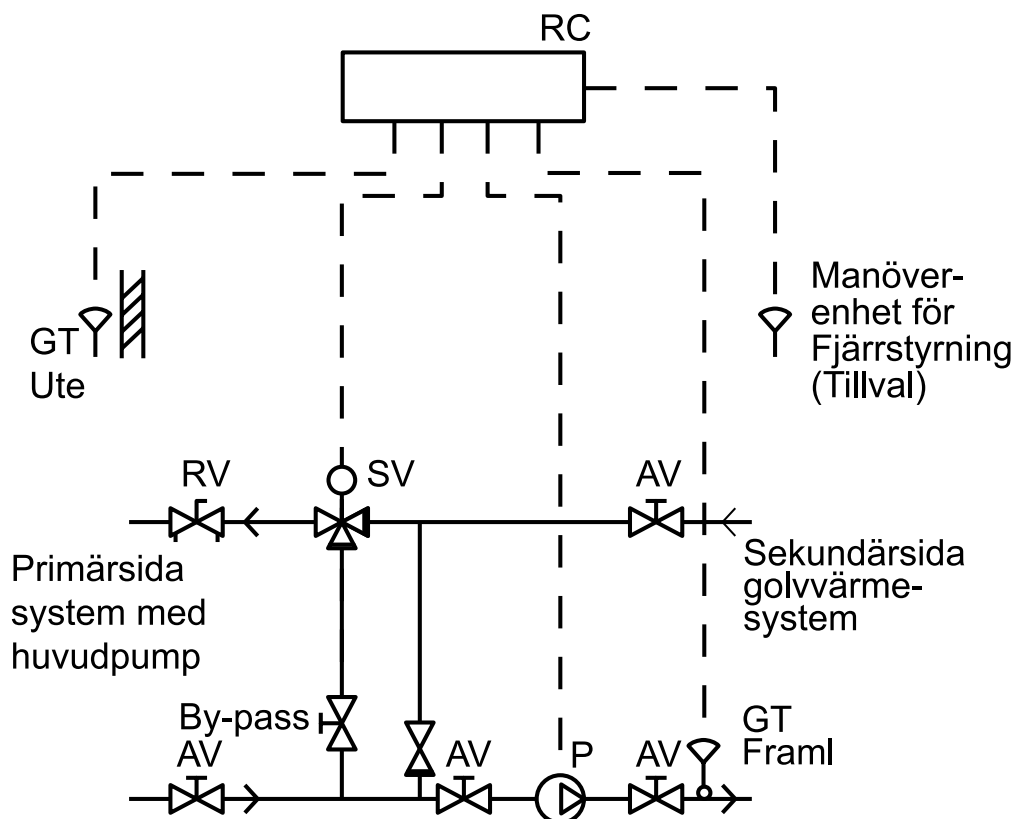 RC
GT
Ute
Manöver-
enhet för
Fjärrstyrning
(Tillval)
RV
SV
AV
Primärsida
system med
huvudpump
Sekundärsida
golvvärme-
system
By-pass
AV
AV
P
AV
GT
Framl